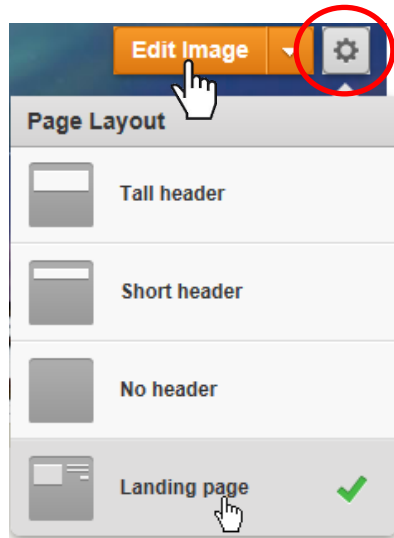 Edit Image
Page Layout
Tall header
Short header
No header
Landing page